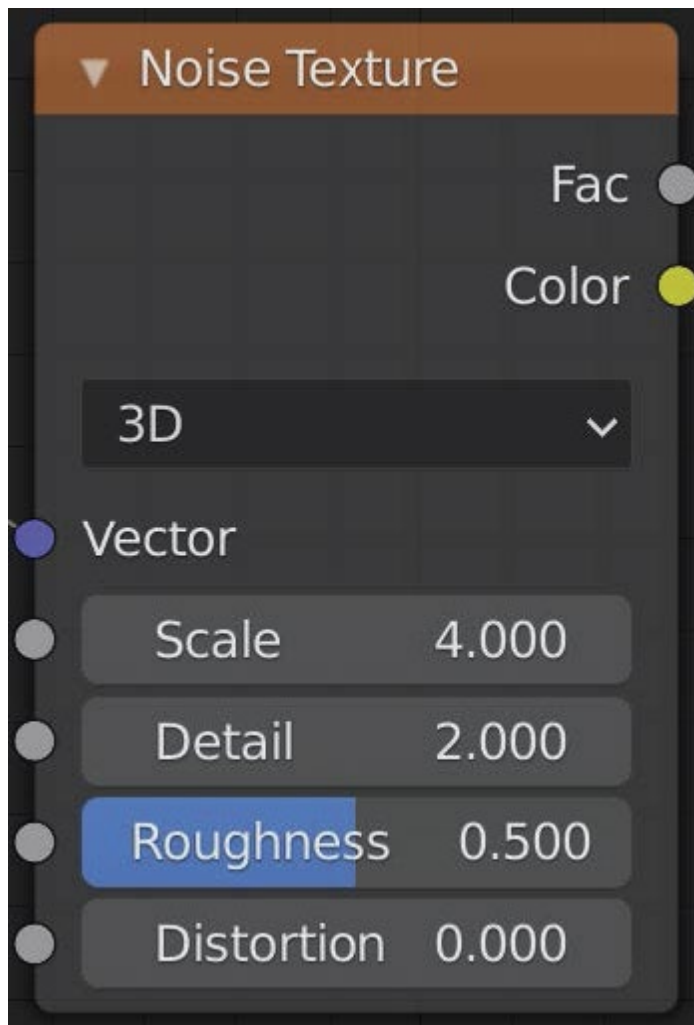 Noise Texture
Fac
Color
3D
Vector
Scale 4.000
Detail 2.000
Roughness 0.500
Distortion 0.000